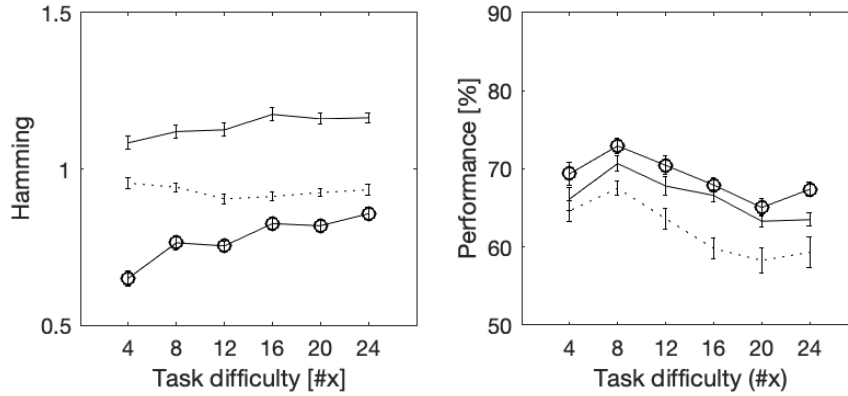 1.5
1
0.5
Hamming
4 8 12 16 20 24
Task difficulty [#x]
90
80
70
60
50
Performance [%]
4 8 12 16 20 24
Task difficulty (#x)